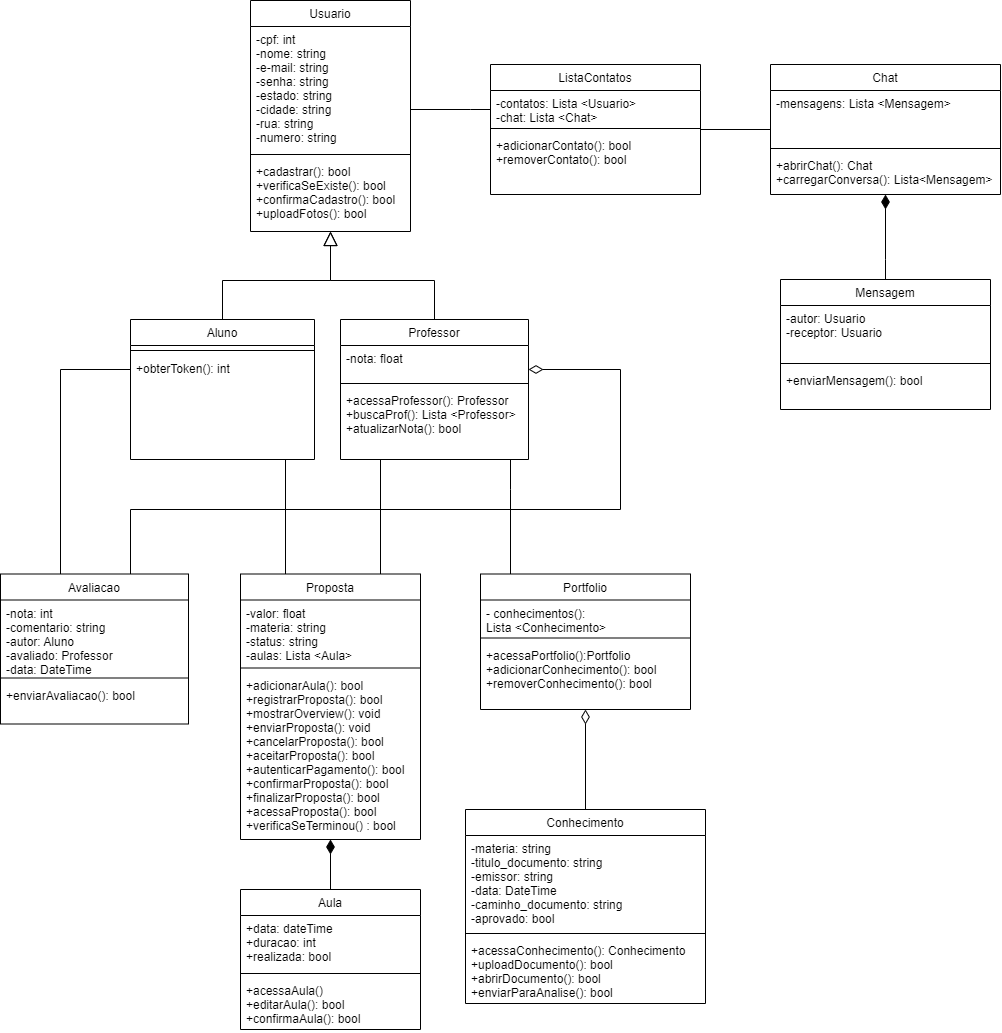 Usuario
-cpf: int
-nome: string
-e-mail: string
-senha: string
-estado: string
-cidade: string
-rua: string
-numero: string
+cadastrar(): bool
+verificaSeExiste(): bool
+confirmaCadastro(): bool
+uploadFotos(): bool
ListaContatos
-contatos: Lista <Usuario>
-chat: Lista <Chat>
+adicionarContato(): bool
+removerContato(): bool
Chat
-mensagens: Lista <Mensagem>
+abrirChat(): Chat
+carregarConversa(): Lista<Mensagem>
Mensagem
-autor: Usuario
-receptor: Usuario
+enviarMensagem(): bool
Aluno
+obterToken(): int
Professor
-nota: float
+acessaProfessor(): Professor
+buscaProf(): Lista <Professor>
+atualizarNota(): bool
Avaliacao
-nota: int
-comentario: string
-autor: Aluno
-avaliado: Professor
-data: DateTime
+enviarAvaliacao(): bool
Proposta
-valor: float
-materia: string
-status: string
-aulas: Lista <Aula>
+adicionarAula(): bool
+registrarProposta(): bool
+mostrarOverview(): void
+enviarProposta(): void
+cancelarProposta(): bool
+aceitarProposta(): bool
+autenticarPagamento(): bool
+confirmarProposta(): bool
+finalizarProposta(): bool
+acessaProposta(): bool
+verificaSeTerminou() : bool
Portfolio
- conhecimentos():
Lista <Conhecimento>
+acessaPortfolio():Portfolio
+adicionarConhecimento(): bool
+removerConhecimento(): bool
Conhecimento
-materia: string
-titulo_documento: string
-emissor: string
-data: DateTime
-caminho_documento: string
-aprovado: bool
+acessaConhecimento(): Conhecimento
+uploadDocumento(): bool
+abrirDocumento(): bool
+enviarParaAnalise(): bool
Aula
+data: dateTime
+duracao: int
+realizada: bool
+acessaAula()
+editarAula(): bool
+confirmaAula(): bool